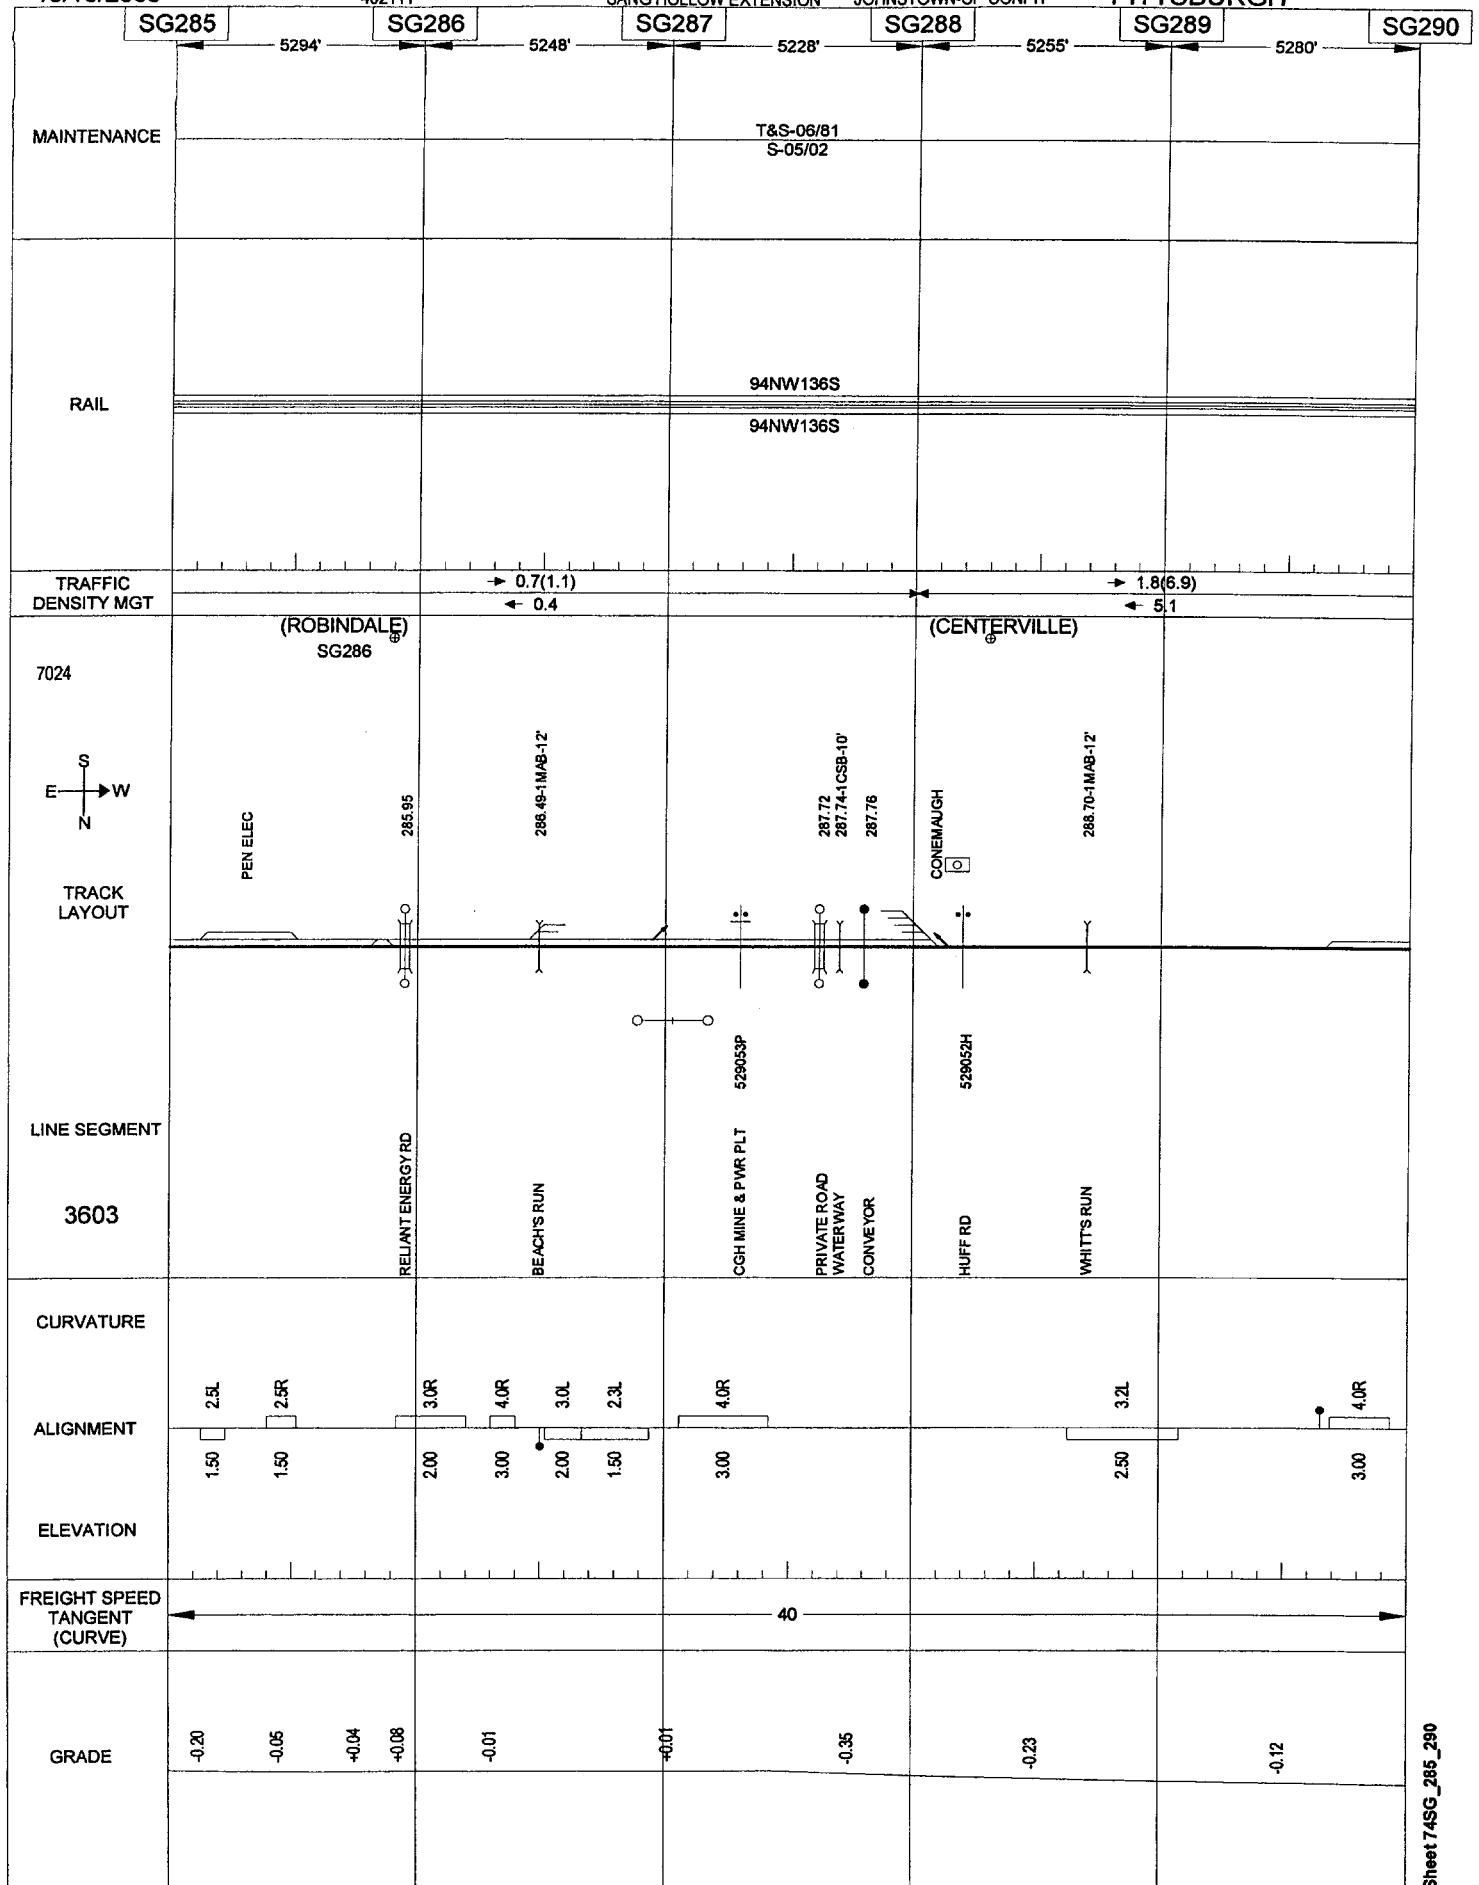 SANG HOLLOW EXTENSION
SG285 SG286 SG287 SG288 SG289 SG290
5294' 5248' 5228' 5255' 5280'
MAINTENANCE
T&S-06/81
S-05/02
RAIL
94NW136S
94NW136S
TRAFFIC
DENSITY MGT
0.7(1.1)
0.4
1.8(6.9)
5.1
(ROBINDALE)
SG286
(CENTERVILLE)
7024
S
E W
N
TRACK
LAYOUT
PEN ELEC
285.95
286.49-1MAB-12'
287.72
287.74-1CSB-10'
287.76
CONEMAUGH
288.70-1MAB-12'
529053P
529052H
LINE SEGMENT
3603
RELIANT ENERGY RD
BEACH'S RUN
CGH MINE & PWR PLT
PRIVATE ROAD
WATERWAY
CONVEYOR
HUFF RD
WHITT'S RUN
CURVATURE
2.5L 2.5R 3.0R 4.0R 3.0L 2.3L 4.0R 3.2L 4.0R
ALIGNMENT
1.50 1.50 2.00 3.00 2.00 1.50 3.00 2.50 3.00
ELEVATION
FREIGHT SPEED
TANGENT
(CURVE)
40
GRADE
-0.20 -0.05 +0.04 +0.08 -0.01 +0.01 -0.35 -0.23 -0.12
Sheet 74SG_285_290